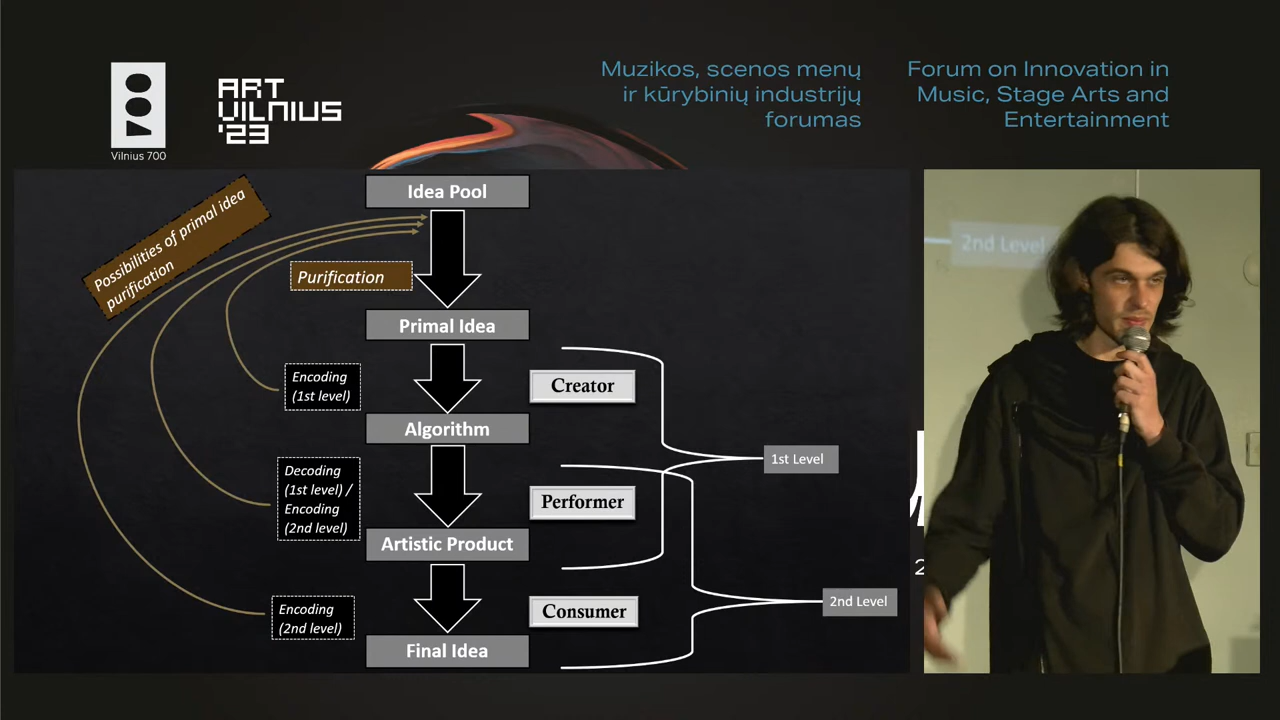 Vilnius 700
ART
VILNIUS
'23
Muzikos, scenos menų
ir kūrybinių industrijų
forumas
Forum on Innovation in
Music, Stage Arts and
Entertainment
Possibilities of primal idea
purification
Idea Pool
Purification
Primal Idea
Encoding
(1st level)
Creator
Algorithm
1st Level
Decoding
(1st level) /
Encoding
(2nd level)
Performer
Artistic Product
Encoding
(2nd level)
Consumer
2nd Level
Final Idea
2nd Level